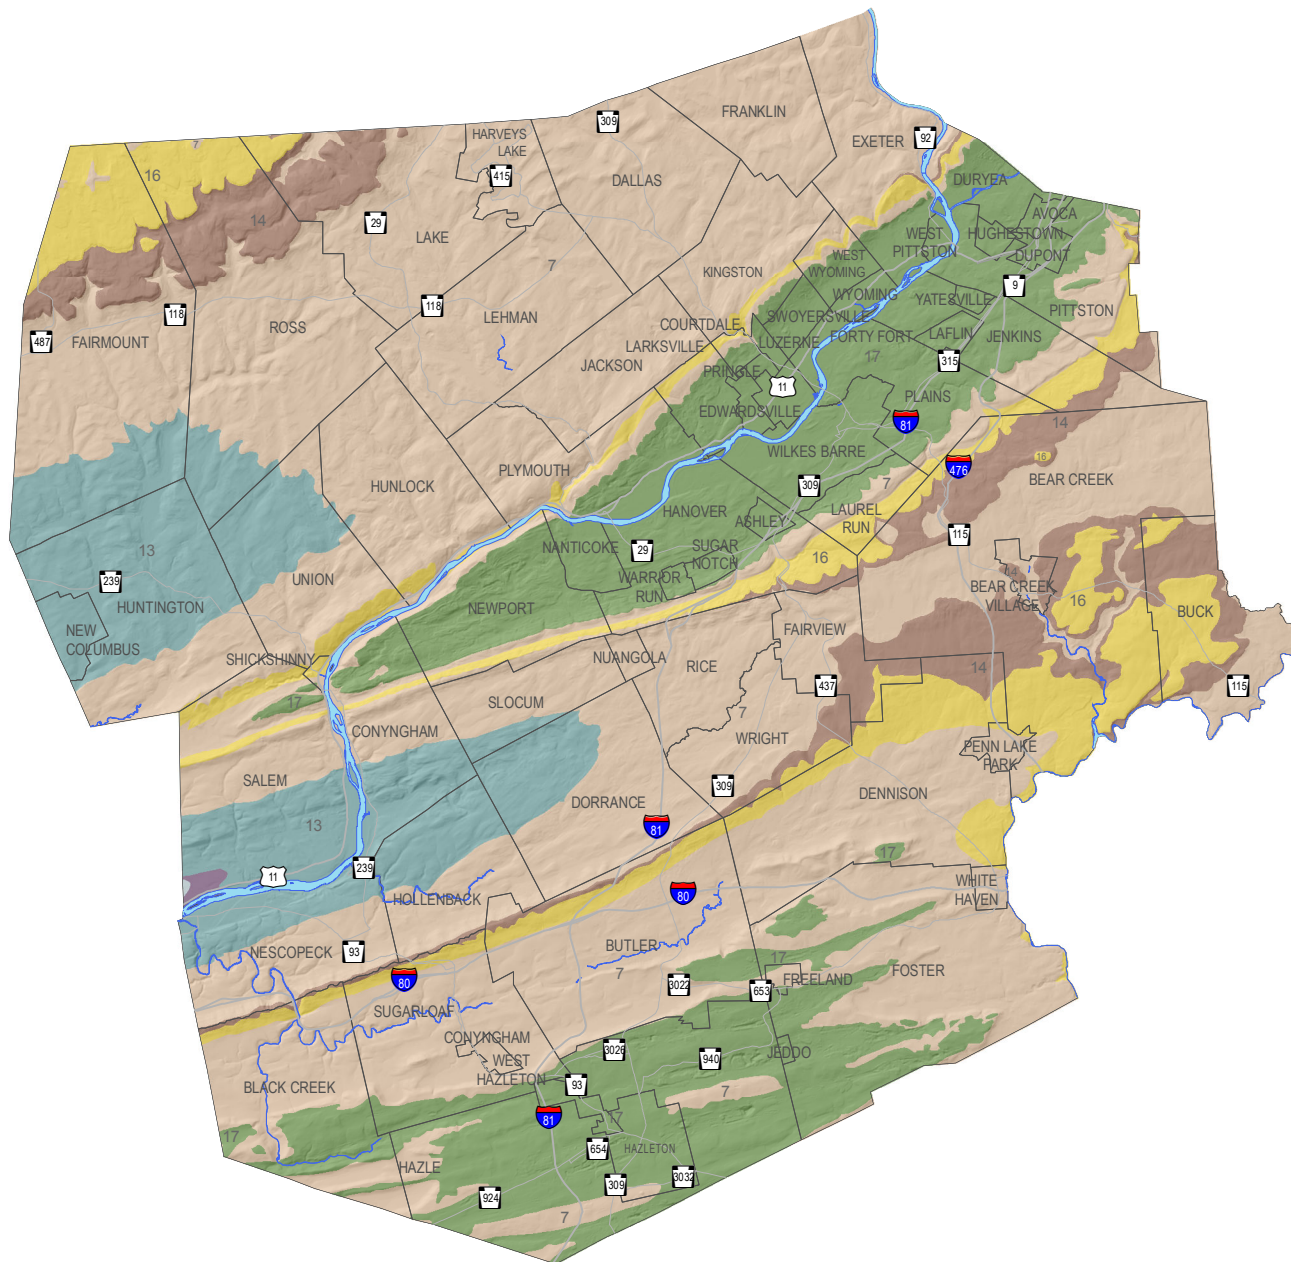 FRANKLIN
309
HARVEYS
LAKE
EXETER
92
7
16
415
DALLAS
DURYEA
14
29
LAKE
AVOCA
WEST
PITTSTON
HUGHESTOWN
DUPONT
7
KINGSTON
WEST
WYOMING
9
118
118
WYOMING
YATESVILLE
PITTSTON
ROSS
LEHMAN
COURTDALE
SWOYERSVILLE
487
FAIRMOUNT
LARKSVILLE
LUZERNE
FORTY FORT
LAFLIN
JENKINS
JACKSON
17
315
PRINGLE
11
PLAINS
EDWARDSVILLE
81
14
WILKES BARRE
16
PLYMOUTH
476
BEAR CREEK
HUNLOCK
309
7
HANOVER
ASHLEY
LAUREL
RUN
115
13
NANTICOKE
29
SUGAR
NOTCH
16
239
UNION
WARRIOR
RUN
14
BEAR CREEK
VILLAGE
16
HUNTINGTON
NEWPORT
BUCK
NEW
COLUMBUS
FAIRVIEW
SHICKSHINNY
NUANGOLA
RICE
14
437
115
17
SLOCUM
7
CONYNGHAM
WRIGHT
PENN LAKE
PARK
SALEM
309
DENNISON
DORRANCE
13
81
17
11
239
80
WHITE
HAVEN
HOLLENBACK
NESCOPECK
93
BUTLER
17
80
7
3022
653
FREELAND
FOSTER
SUGARLOAF
CONYNGHAM
3026
940
JEDDO
WEST
HAZLETON
BLACK CREEK
93
7
81
17
17
654
HAZLETON
HAZLE
3032
309
924
7